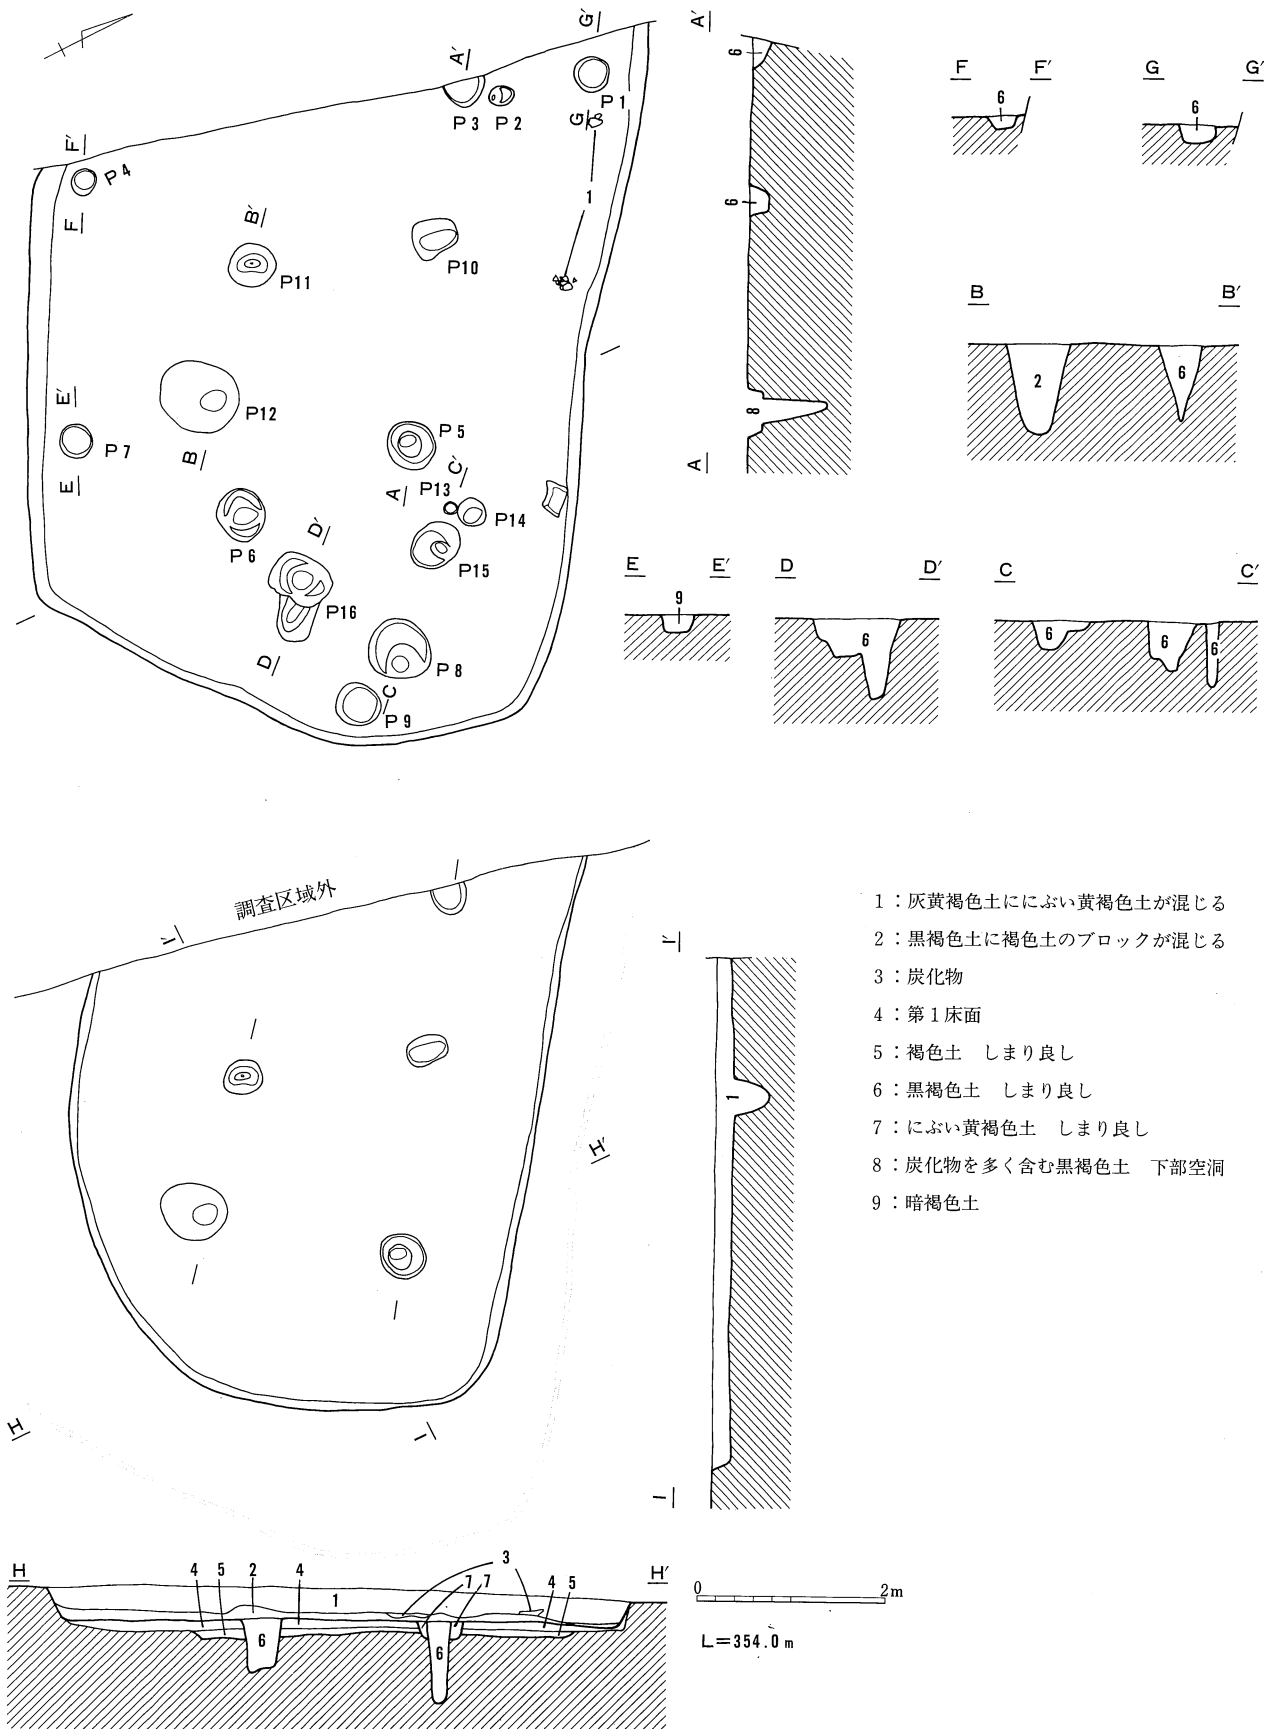 A′
G′
A′
G′
P1
P3
P2
G
1
F′
P4
F
B′
P11
P10
E′
P12
P7
B
E
P5
C′
P13
A
P14
P6
D′
P15
P16
D
P8
C
P9
6
6
8
A
F F′
6
G G′
6
B B′
2 6
E E′
9
D D′
6
C C′
6 6 6
調査区域外
I′
H′
H
I
I′
1
I
1：灰黄褐色土ににぶい黄褐色土が混じる
2：黒褐色土に褐色土のブロックが混じる
3：炭化物
4：第1床面
5：褐色土　しまり良し
6：黒褐色土　しまり良し
7：にぶい黄褐色土　しまり良し
8：炭化物を多く含む黒褐色土　下部空洞
9：暗褐色土
H 4 5 2 4 3 7 7 4 5 H′
1
6 6
0 2m
L=354.0m